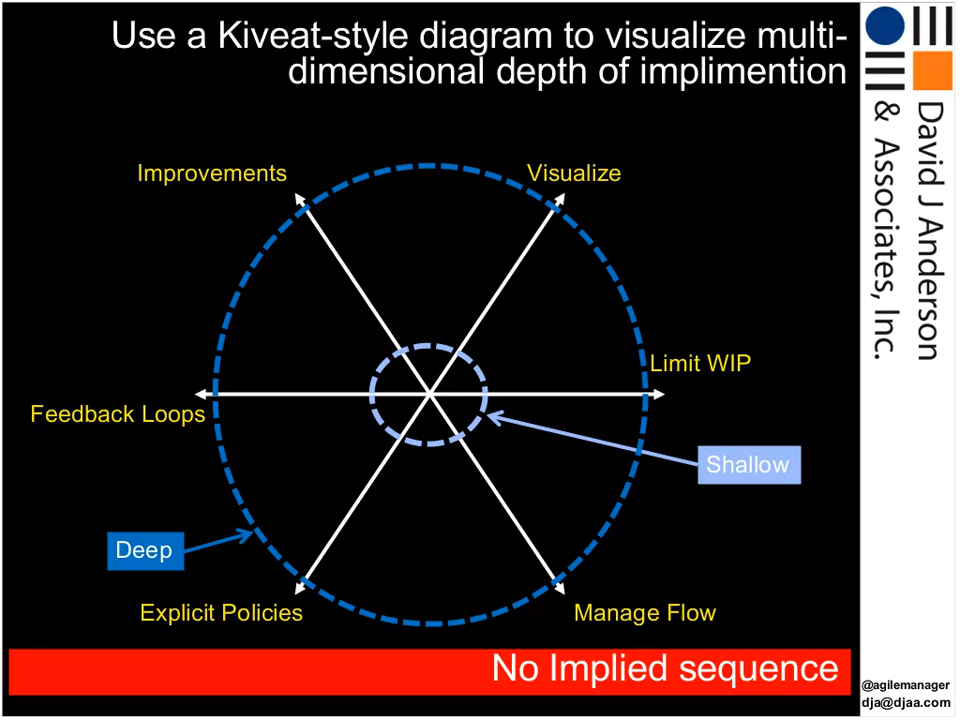 Use a Kiveat-style diagram to visualize multi-
dimensional depth of implimention
Improvements
Visualize
Limit WIP
Feedback Loops
Shallow
Deep
Explicit Policies
Manage Flow
No Implied sequence
David J Anderson
& Associates, Inc.
@agilemanager
dja@djaa.com